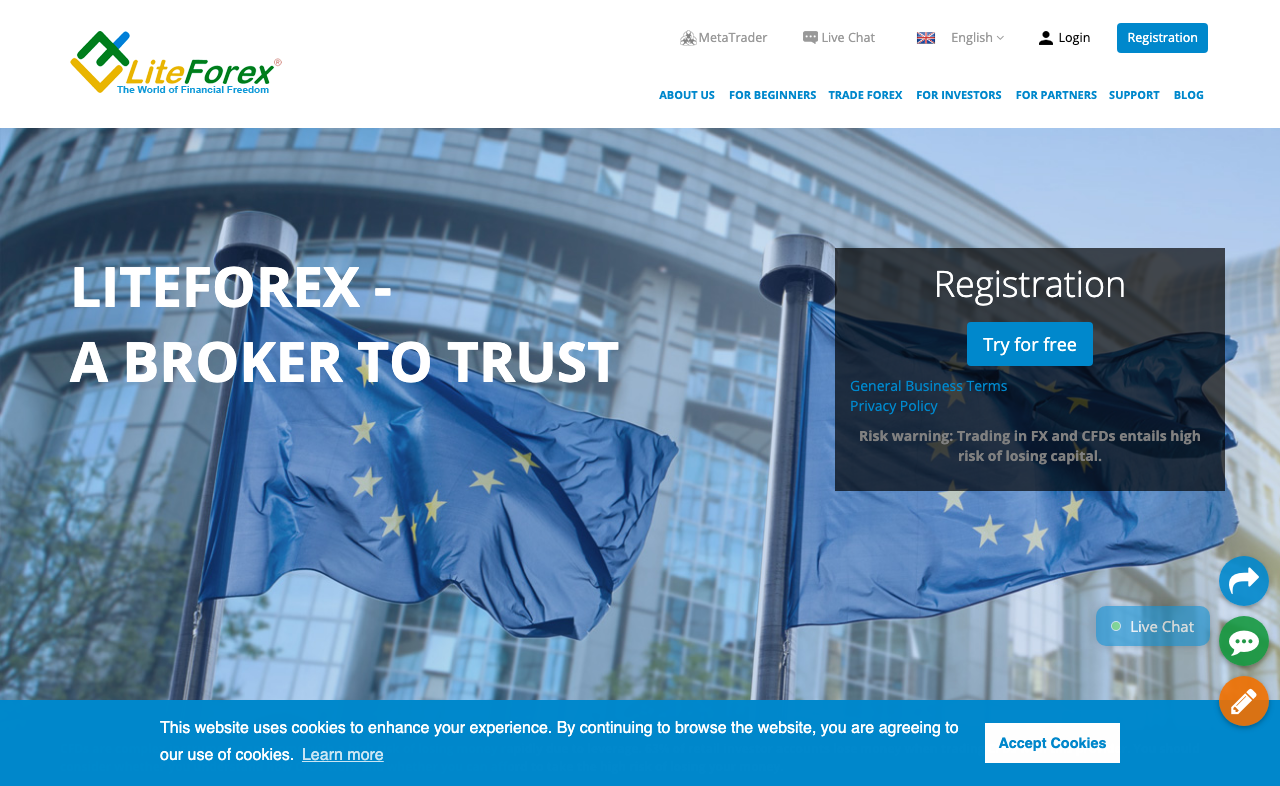 MetaTrader
Live Chat
English
Login
Registration
LiteForex®
The World of Financial Freedom
ABOUT US
FOR BEGINNERS
TRADE FOREX
FOR INVESTORS
FOR PARTNERS
SUPPORT
BLOG
LITEFOREX -
A BROKER TO TRUST
Registration
Try for free
General Business Terms
Privacy Policy
Risk warning: Trading in FX and CFDs entails high
risk of losing capital.
Live Chat
This website uses cookies to enhance your experience. By continuing to browse the website, you are agreeing to
our use of cookies. Learn more
Accept Cookies